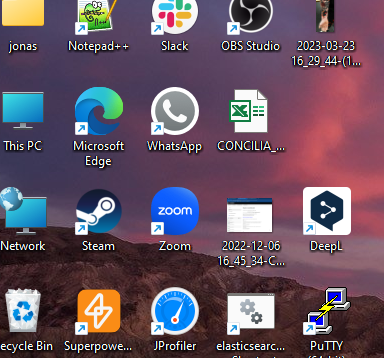 jonas
Notepad++
Slack
OBS Studio
2023-03-23
16_29_44-(1...
This PC
Microsoft
Edge
WhatsApp
CONCILIA_...
Network
Steam
zoom
Zoom
2022-12-06
16_45_34-C...
DeepL
ecycle Bin
Superpowe...
JProfiler
elasticsearc...
PuTTY